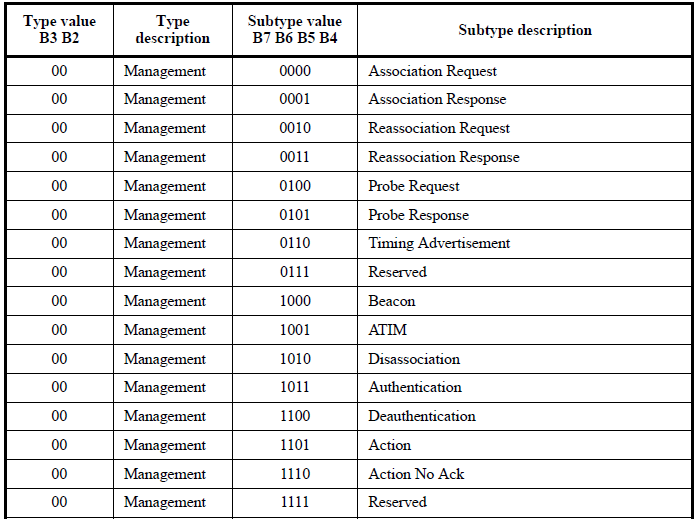 Type value B3 B2 Type description Subtype value B7 B6 B5 B4 Subtype description
00 Management 0000 Association Request
00 Management 0001 Association Response
00 Management 0010 Reassociation Request
00 Management 0011 Reassociation Response
00 Management 0100 Probe Request
00 Management 0101 Probe Response
00 Management 0110 Timing Advertisement
00 Management 0111 Reserved
00 Management 1000 Beacon
00 Management 1001 ATIM
00 Management 1010 Disassociation
00 Management 1011 Authentication
00 Management 1100 Deauthentication
00 Management 1101 Action
00 Management 1110 Action No Ack
00 Management 1111 Reserved